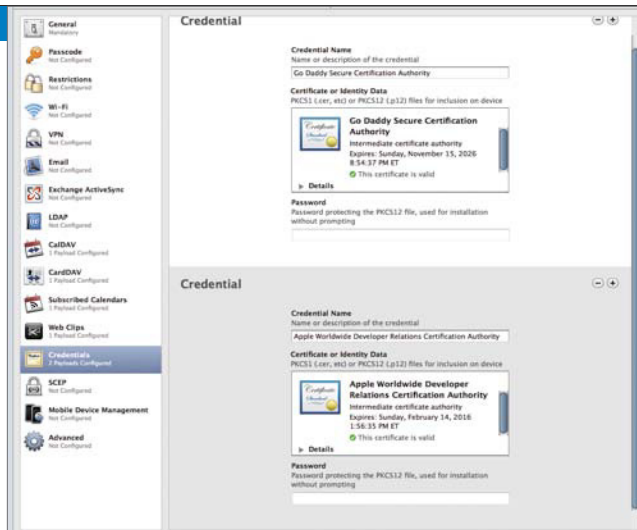 General
Mandatory
Passcode
Not Configured
Restrictions
Not Configured
Wi-Fi
Not Configured
VPN
Not Configured
Email
Not Configured
Exchange ActiveSync
Not Configured
LDAP
Not Configured
CalDAV
1 Payload Configured
CardDAV
1 Payload Configured
Subscribed Calendars
1 Payload Configured
Web Clips
1 Payload Configured
Credentials
2 Payloads Configured
SCEP
Not Configured
Mobile Device Management
Not Configured
Advanced
Not Configured
Credential
Credential Name
Name or description of the credential
Go Daddy Secure Certification Authority
Certificate or Identity Data
PKCS1 (.cer, etc) or PKCS12 (.p12) files for inclusion on device
Certificate
Standard
Go Daddy Secure Certification
Authority
Intermediate certificate authority
Expires: Sunday, November 15, 2026
8:54:37 PM ET
This certificate is valid
Details
Password
Password protecting the PKCS12 file, used for installation
without prompting
Credential
Credential Name
Name or description of the credential
Apple Worldwide Developer Relations Certification Authority
Certificate or Identity Data
PKCS1 (.cer, etc) or PKCS12 (.p12) files for inclusion on device
Certificate
Standard
Apple Worldwide Developer
Relations Certification Authority
Intermediate certificate authority
Expires: Sunday, February 14, 2016
1:56:35 PM ET
This certificate is valid
Details
Password
Password protecting the PKCS12 file, used for installation
without prompting